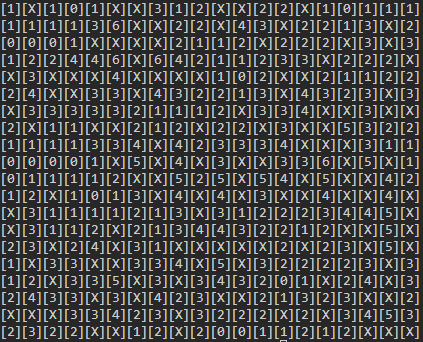 [1][X][1][0][1][X][X][3][1][2][X][X][2][2][X][1][0][1][1][1]
[1][1][1][1][3][6][X][X][2][2][X][4][X][3][2][2][1][3][X][2]
[0][0][0][1][X][X][X][X][2][1][1][2][2][X][2][2][X][3][X][3]
[1][2][2][4][4][6][X][6][4][2][1][1][1][2][3][X][2][2][2][X]
[X][3][X][X][4][X][X][X][X][1][0][2][X][2][X][2][1][1][2][2]
[2][4][X][X][3][3][X][4][3][2][2][1][3][X][4][3][2][3][3][X]
[X][3][3][3][3][2][1][1][1][2][X][2][3][3][4][X][X][3][X][X]
[2][X][1][1][X][X][2][1][2][X][2][2][X][3][X][X][5][3][2][2]
[2][1][1][1][3][3][4][X][4][2][3][3][3][4][X][X][X][3][1][1]
[0][0][0][0][1][X][5][X][4][X][3][X][X][3][3][6][X][5][X][1]
[0][1][1][1][1][2][X][X][5][2][5][X][5][4][X][5][X][X][4][2]
[1][2][X][1][0][1][3][X][4][X][4][X][3][X][X][4][X][X][4][X]
[X][3][1][1][1][1][2][1][3][X][3][1][2][2][2][3][4][4][5][X]
[X][3][1][1][2][X][2][1][3][4][4][3][2][2][1][2][X][X][5][X]
[2][3][X][2][4][X][3][1][X][X][X][X][2][X][2][X][2][3][5][X]
[1][X][3][3][X][X][3][3][4][X][5][X][3][2][2][2][2][3][X][3]
[1][2][X][3][3][5][X][3][X][3][4][3][2][0][1][X][2][4][X][4]
[2][4][3][3][X][3][X][4][2][3][X][X][2][1][3][2][3][X][X][2]
[X][X][X][3][3][4][2][3][X][3][X][X][2][X][2][X][3][4][5][3]
[2][3][2][2][X][X][1][2][X][2][0][0][1][1][2][1][2][X][X][X]